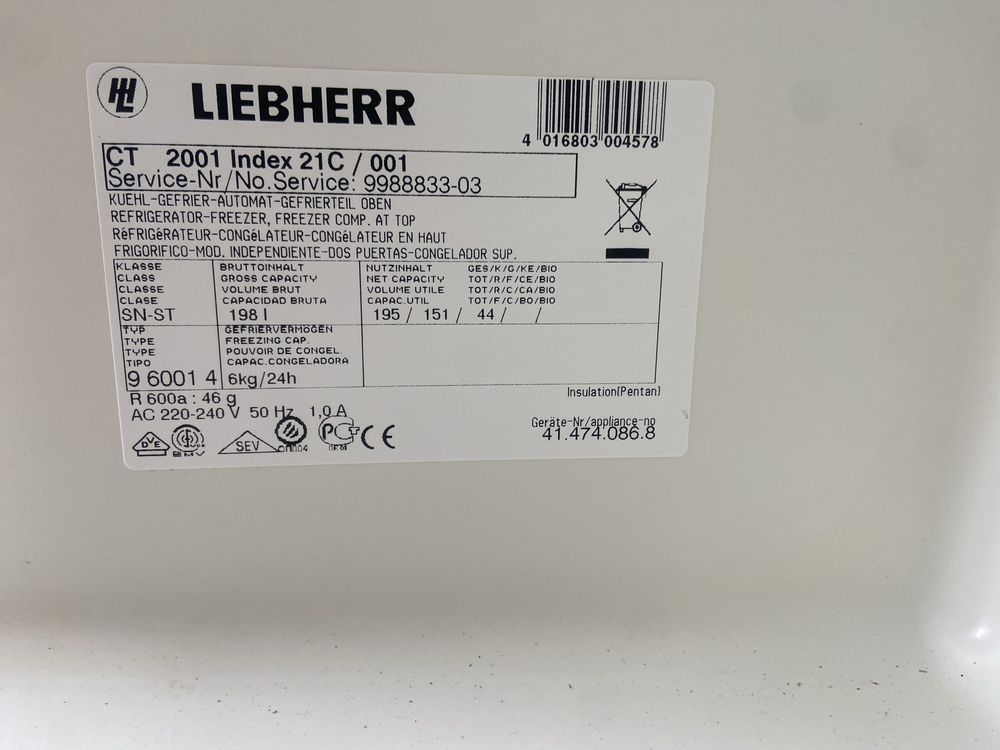 HL
LIEBHERR
4 016803 004578
CT 2001 Index 21C / 001
Service-Nr/No.Service: 9988833-03
KUEHL-GEFRIER-AUTOMAT-GEFRIERTEIL OBEN
REFRIGERATOR-FREEZER, FREEZER COMP. AT TOP
RéFRIGéRATEUR-CONGéLATEUR-CONGéLATEUR EN HAUT
FRIGORIFICO-MOD. INDEPENDIENTE-DOS PUERTAS-CONGELADOR SUP.
KLASSE BRUTTOINHALT NUTZINHALT GES/K/G/KE/BIO
CLASS GROSS CAPACITY NET CAPACITY TOT/R/F/CE/BIO
CLASSE VOLUME BRUT VOLUME UTILE TOT/R/C/CA/BIO
CLASE CAPACIDAD BRUTA CAPAC.UTIL TOT/F/C/BO/BIO
SN-ST 198 l 195 / 151 / 44 / /
TYP GEFRIERVERMÖGEN
TYPE FREEZING CAP.
TYPE POUVOIR DE CONGEL.
TIPO CAPAC.CONGELADORA
9 6001 4 6kg/24h
R 600a : 46 g
Insulation(Pentan)
AC 220-240 V 50 Hz 1,0 A
Geräte-Nr/appliance-no
41.474.086.8
DVE EMV SEV PCT CE